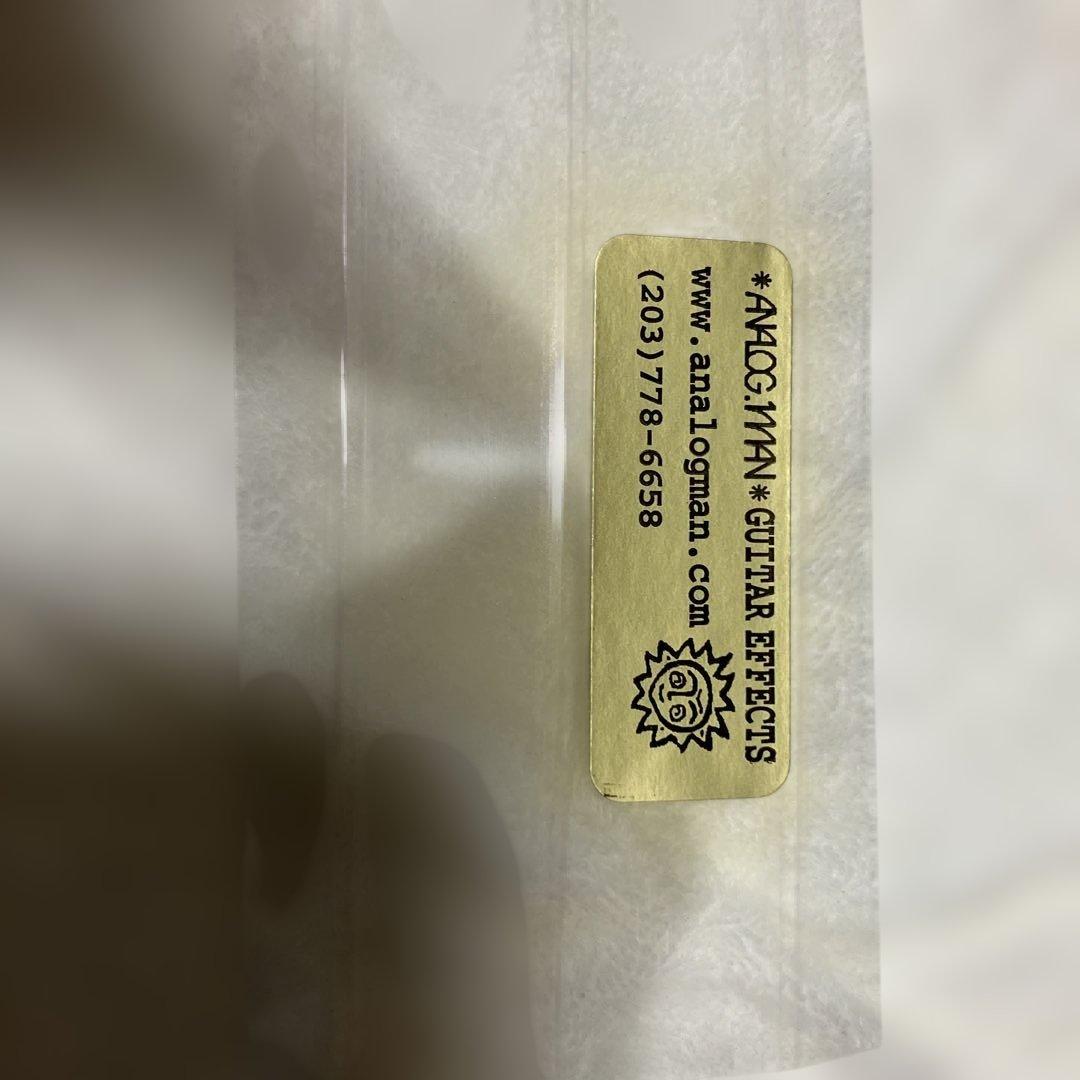 *ANALOG.MAN* GUITAR EFFECTS
www.analogman.com
(203)778-6658